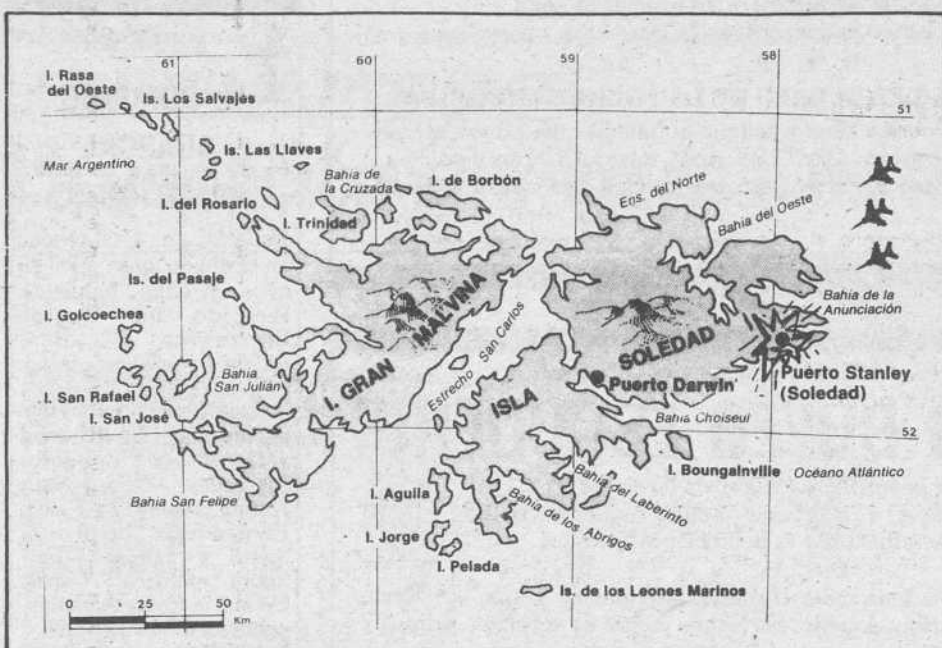 61
60
59
58
I. Rasa
del Oeste
Is. Los Salvajes
51
Mar Argentino
Is. Las Llaves
Bahía de
la Cruzada
I. de Borbón
Ens. del Norte
Bahía del Oeste
I. del Rosario
I. Trinidad
Is. del Pasaje
Bahía de la
Anunciación
I. Goicoechea
I. GRAN MALVINA
Estrecho San Carlos
ISLA SOLEDAD
Bahía
San Julián
Puerto Darwin
Puerto Stanley
(Soledad)
I. San Rafael
I. San José
Bahía Choiseul
52
I. Boungainville
Océano Atlántico
Bahía San Felipe
I. Aguila
Bahía del Laberinto
Bahía de los Abrigos
I. Jorge
I. Pelada
Is. de los Leones Marinos
0 25 50
Km